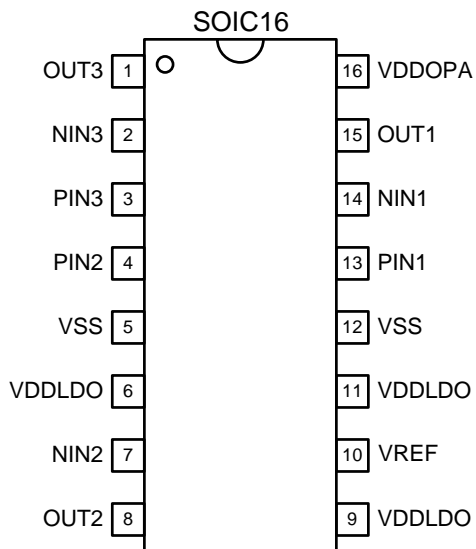 SOIC16
OUT3 1 16 VDDOPA
NIN3 2 15 OUT1
PIN3 3 14 NIN1
PIN2 4 13 PIN1
VSS 5 12 VSS
VDDLDO 6 11 VDDLDO
NIN2 7 10 VREF
OUT2 8 9 VDDLDO